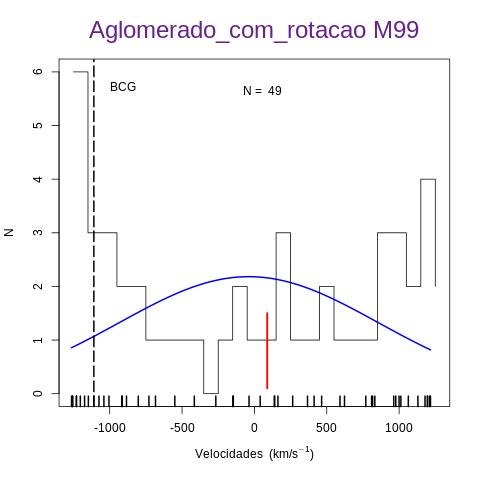 Aglomerado_com_rotacao M99
BCG
N = 49
6
5
4
3
2
1
0
N
-1000 -500 0 500 1000
Velocidades (km/s⁻¹)